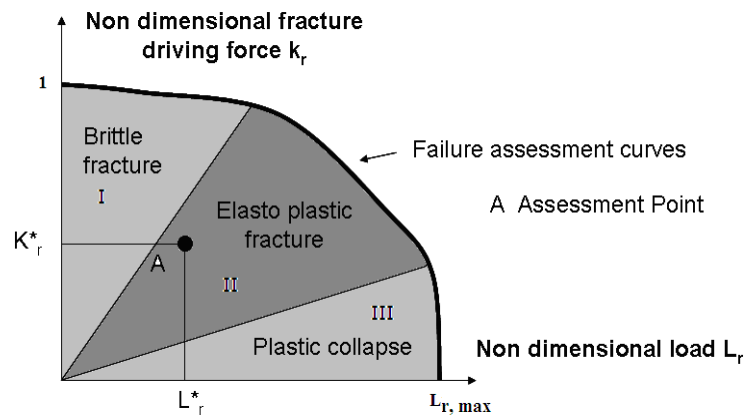 Non dimensional fracture
driving force kr
1
Brittle
fracture
I
Failure assessment curves
A Assessment Point
Elasto plastic
fracture
K*r
A
II
III
Plastic collapse
Non dimensional load Lr
L*r
Lr, max